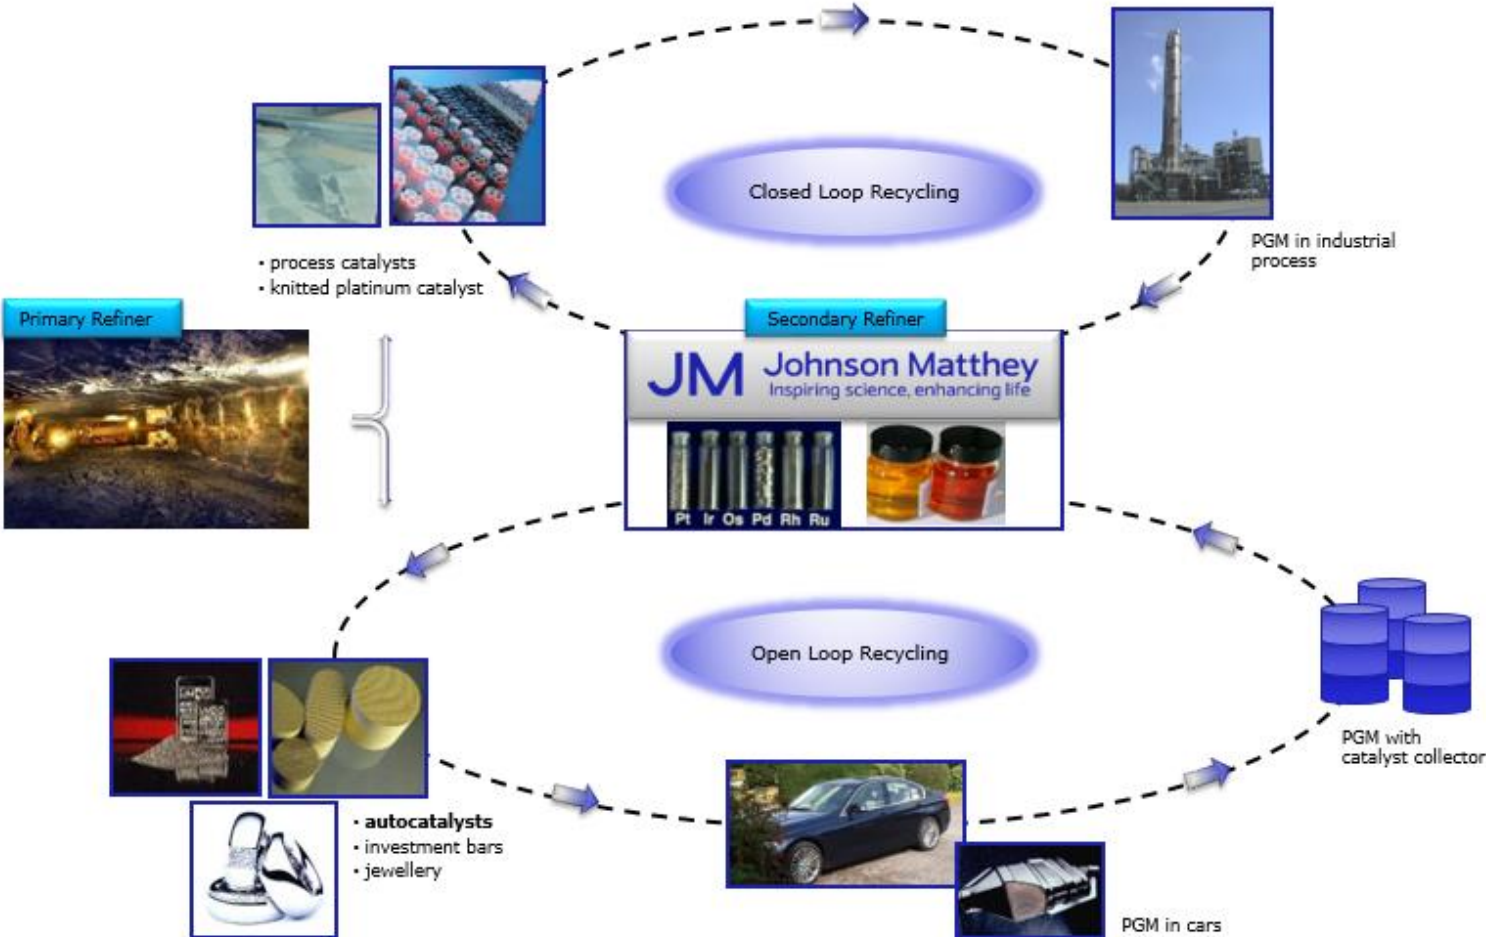 Closed Loop Recycling
PGM in industrial
process
▪ process catalysts
▪ knitted platinum catalyst
Primary Refiner
Secondary Refiner
JM Johnson Matthey
Inspiring science, enhancing life
Pt Ir Os Pd Rh Ru
Open Loop Recycling
PGM with
catalyst collector
▪ autocatalysts
▪ investment bars
▪ jewellery
PGM in cars